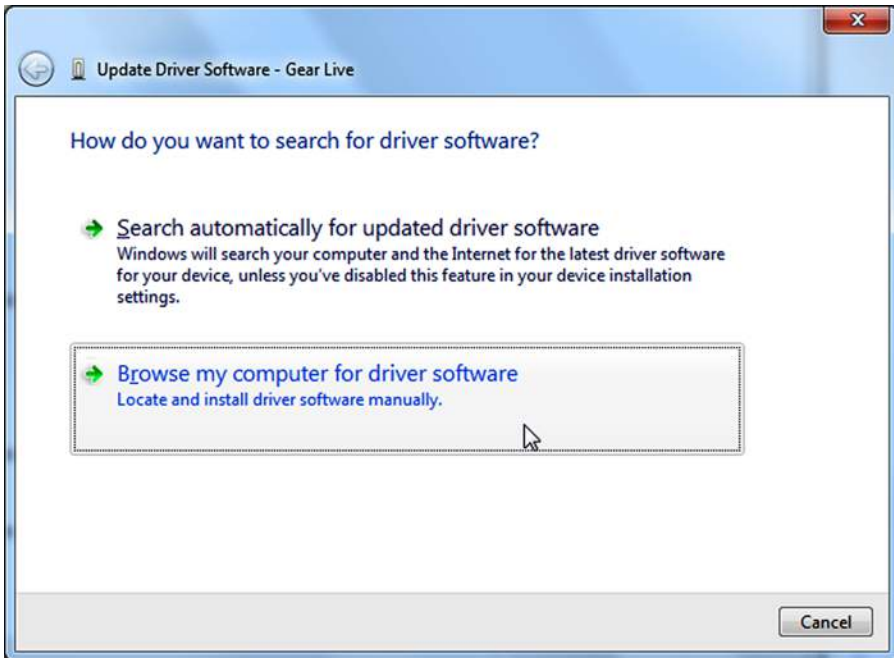 Update Driver Software - Gear Live
How do you want to search for driver software?
Search automatically for updated driver software
Windows will search your computer and the Internet for the latest driver software
for your device, unless you've disabled this feature in your device installation
settings.
Browse my computer for driver software
Locate and install driver software manually.
Cancel